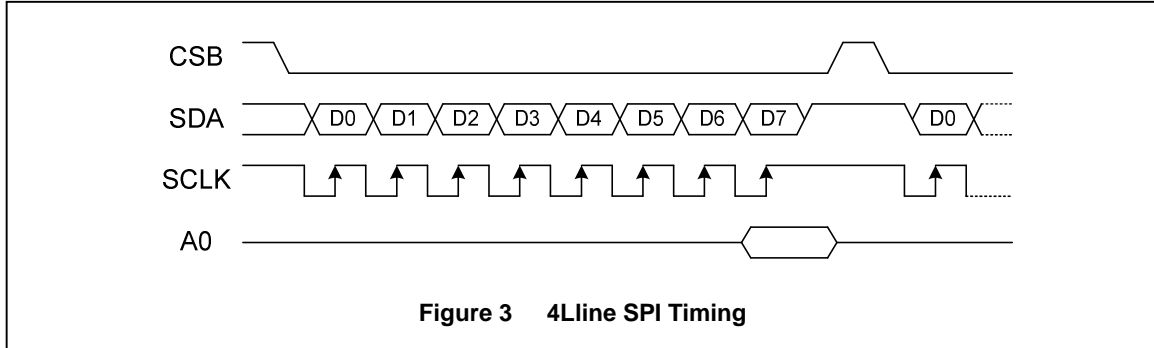 CSB
SDA D0 D1 D2 D3 D4 D5 D6 D7 D0
SCLK
A0
Figure 3 4Lline SPI Timing